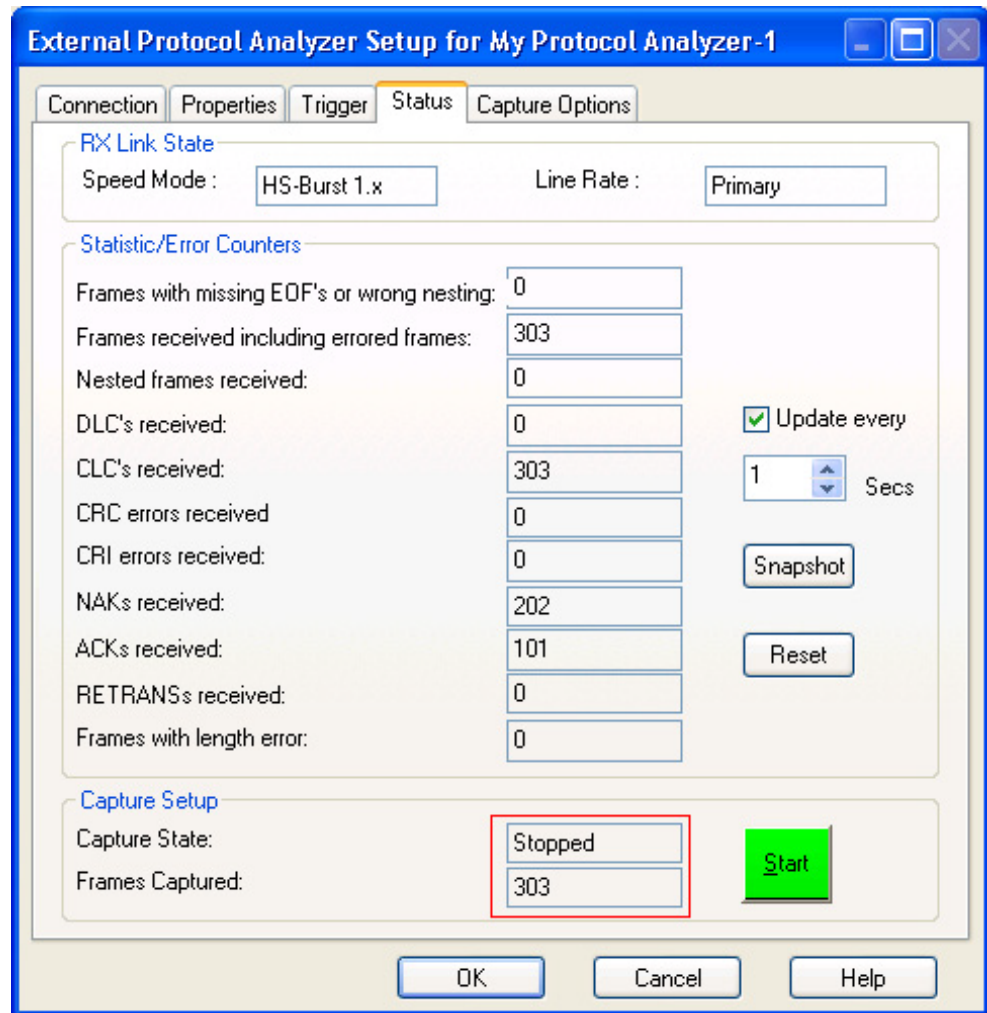 External Protocol Analyzer Setup for My Protocol Analyzer-1
Connection Properties Trigger Status Capture Options
RX Link State
Speed Mode : HS-Burst 1.x Line Rate : Primary
Statistic/Error Counters
Frames with missing EOF's or wrong nesting: 0
Frames received including errored frames: 303
Nested frames received: 0
DLC's received: 0
Update every
CLC's received: 303
1 Secs
CRC errors received 0
CRI errors received: 0
Snapshot
NAKs received: 202
ACKs received: 101
Reset
RETRANSs received: 0
Frames with length error: 0
Capture Setup
Capture State: Stopped
Start
Frames Captured: 303
OK Cancel Help